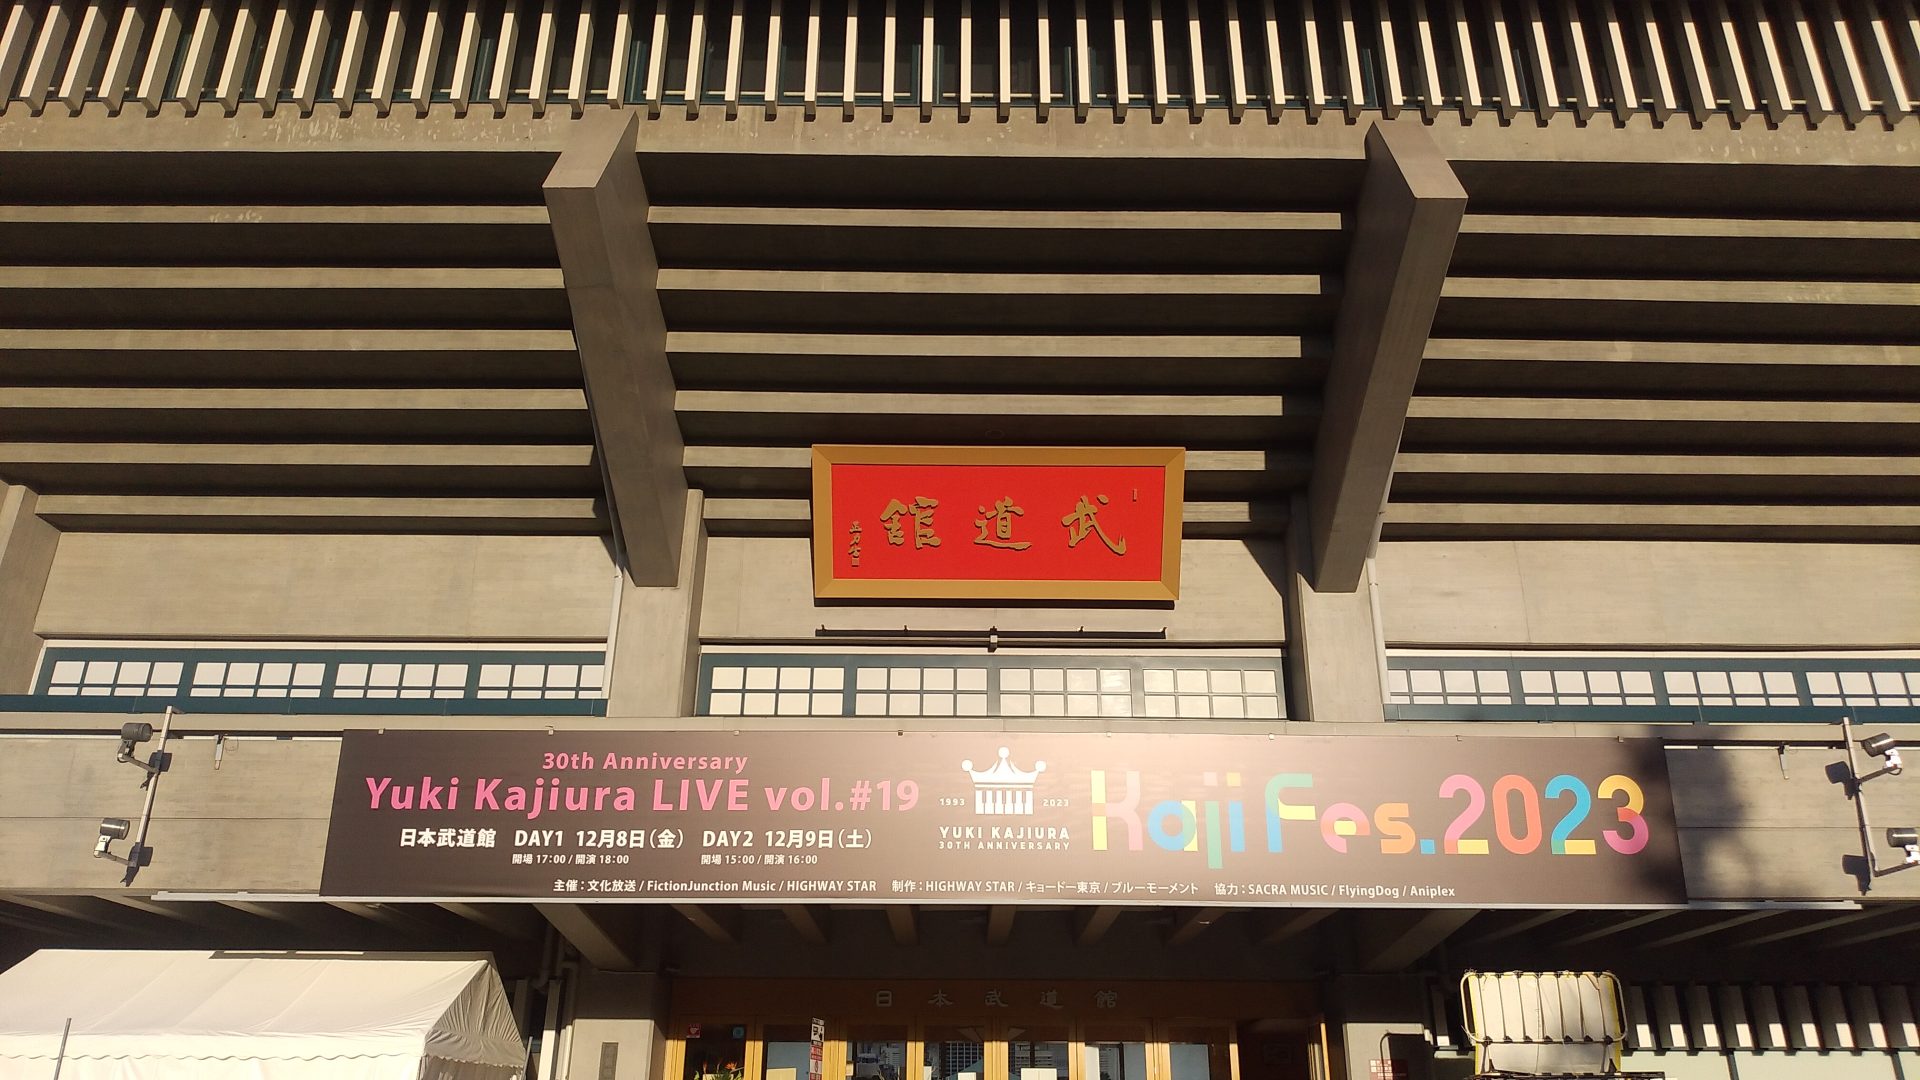 武道館
30th Anniversary
Yuki Kajiura LIVE vol.#19
日本武道館 DAY1 12月8日(金) DAY2 12月9日(土)
開場 17:00 / 開演 18:00 開場 15:00 / 開演 16:00
1993 2023
YUKI KAJIURA
30TH ANNIVERSARY
Kaji Fes.2023
主催:文化放送 / FictionJunction Music / HIGHWAY STAR 制作:HIGHWAY STAR / キョードー東京 / ブルーモーメント 協力:SACRA MUSIC / FlyingDog / Aniplex
日本武道館